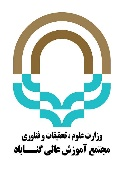 وزارت علوم، تحقیقات و فناوری
مجتمع آموزش عالی گناباد